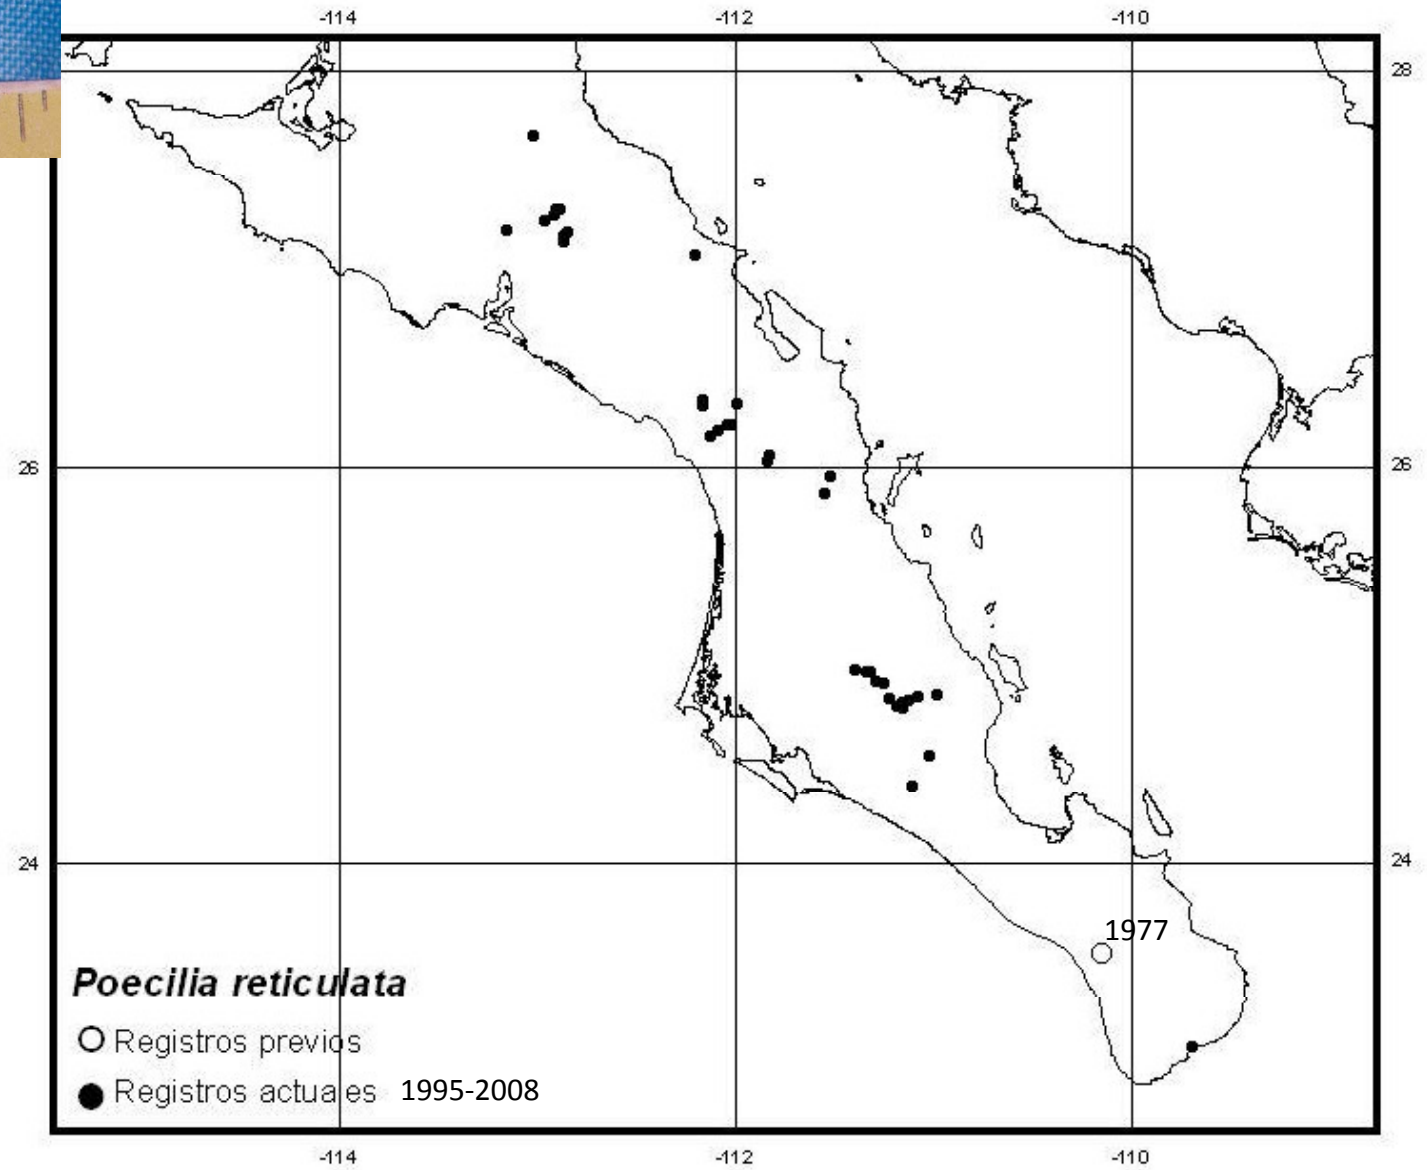 -114 -112 -110
28 28
26 26
24 24
1977
Poecilia reticulata
Registros previos
Registros actuales 1995-2008
-114 -112 -110